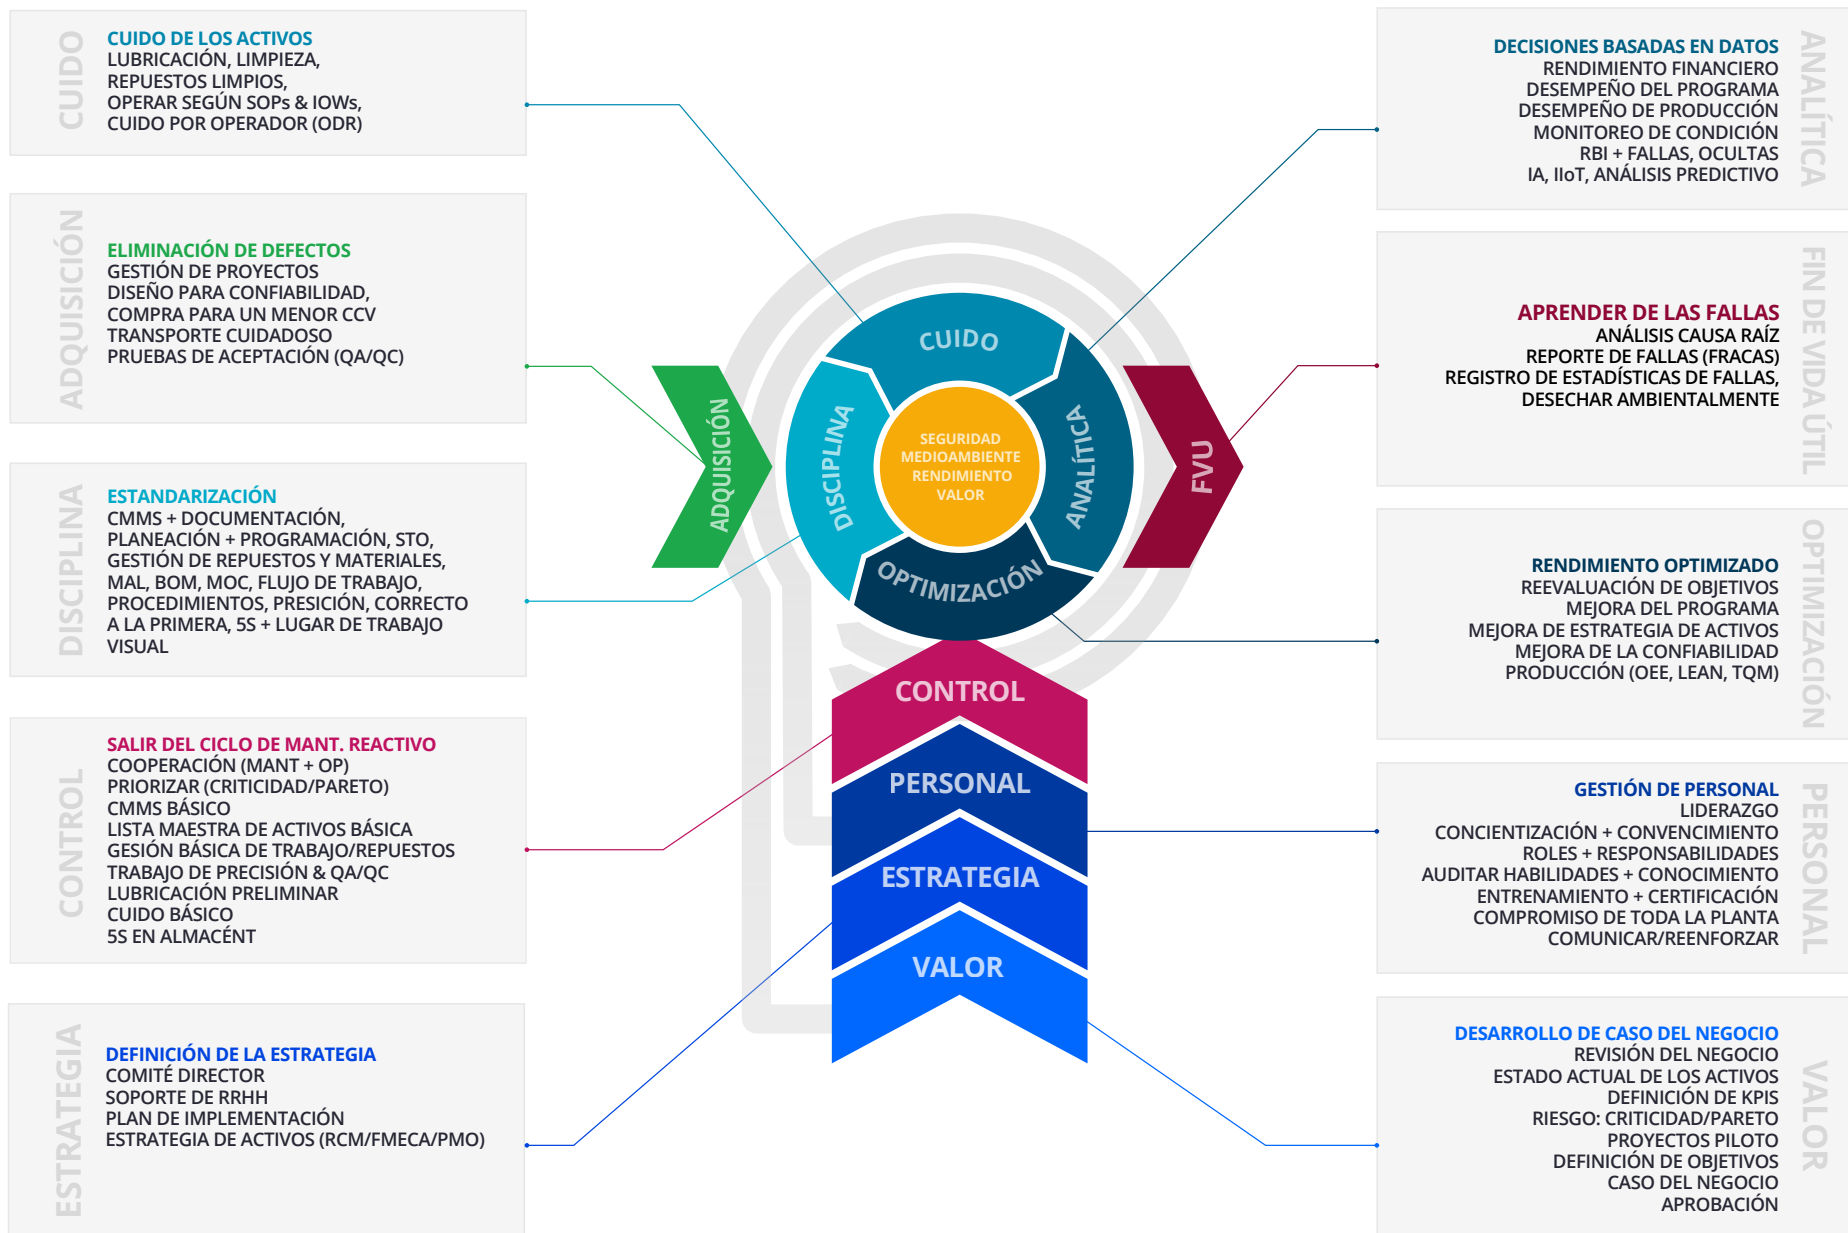 CUIDO
CUIDO DE LOS ACTIVOS
LUBRICACIÓN, LIMPIEZA,
REPUESTOS LIMPIOS,
OPERAR SEGÚN SOPs & IOWs,
CUIDO POR OPERADOR (ODR)
ADQUISICIÓN
ELIMINACIÓN DE DEFECTOS
GESTIÓN DE PROYECTOS
DISEÑO PARA CONFIABILIDAD,
COMPRA PARA UN MENOR CCV
TRANSPORTE CUIDADOSO
PRUEBAS DE ACEPTACIÓN (QA/QC)
DISCIPLINA
ESTANDARIZACIÓN
CMMS + DOCUMENTACIÓN,
PLANEACIÓN + PROGRAMACIÓN, STO,
GESTIÓN DE REPUESTOS Y MATERIALES,
MAL, BOM, MOC, FLUJO DE TRABAJO,
PROCEDIMIENTOS, PRESICIÓN, CORRECTO
A LA PRIMERA, 5S + LUGAR DE TRABAJO
VISUAL
CONTROL
SALIR DEL CICLO DE MANT. REACTIVO
COOPERACIÓN (MANT + OP)
PRIORIZAR (CRITICIDAD/PARETO)
CMMS BÁSICO
LISTA MAESTRA DE ACTIVOS BÁSICA
GESIÓN BÁSICA DE TRABAJO/REPUESTOS
TRABAJO DE PRECISIÓN & QA/QC
LUBRICACIÓN PRELIMINAR
CUIDO BÁSICO
5S EN ALMACÉNT
ESTRATEGIA
DEFINICIÓN DE LA ESTRATEGIA
COMITÉ DIRECTOR
SOPORTE DE RRHH
PLAN DE IMPLEMENTACIÓN
ESTRATEGIA DE ACTIVOS (RCM/FMECA/PMO)
CUIDO
DISCIPLINA
ANALÍTICA
OPTIMIZACIÓN
SEGURIDAD
MEDIOAMBIENTE
RENDIMIENTO
VALOR
ADQUISICIÓN
FVU
CONTROL
PERSONAL
ESTRATEGIA
VALOR
ANALÍTICA
DECISIONES BASADAS EN DATOS
RENDIMIENTO FINANCIERO
DESEMPEÑO DEL PROGRAMA
DESEMPEÑO DE PRODUCCIÓN
MONITOREO DE CONDICIÓN
RBI + FALLAS, OCULTAS
IA, IIoT, ANÁLISIS PREDICTIVO
FIN DE VIDA ÚTIL
APRENDER DE LAS FALLAS
ANÁLISIS CAUSA RAÍZ
REPORTE DE FALLAS (FRACAS)
REGISTRO DE ESTADÍSTICAS DE FALLAS,
DESECHAR AMBIENTALMENTE
OPTIMIZACIÓN
RENDIMIENTO OPTIMIZADO
REEVALUACIÓN DE OBJETIVOS
MEJORA DEL PROGRAMA
MEJORA DE ESTRATEGIA DE ACTIVOS
MEJORA DE LA CONFIABILIDAD
PRODUCCIÓN (OEE, LEAN, TQM)
PERSONAL
GESTIÓN DE PERSONAL
LIDERAZGO
CONCIENTIZACIÓN + CONVENCIMIENTO
ROLES + RESPONSABILIDADES
AUDITAR HABILIDADES + CONOCIMIENTO
ENTRENAMIENTO + CERTIFICACIÓN
COMPROMISO DE TODA LA PLANTA
COMUNICAR/REENFORZAR
VALOR
DESARROLLO DE CASO DEL NEGOCIO
REVISIÓN DEL NEGOCIO
ESTADO ACTUAL DE LOS ACTIVOS
DEFINICIÓN DE KPIS
RIESGO: CRITICIDAD/PARETO
PROYECTOS PILOTO
DEFINICIÓN DE OBJETIVOS
CASO DEL NEGOCIO
APROBACIÓN